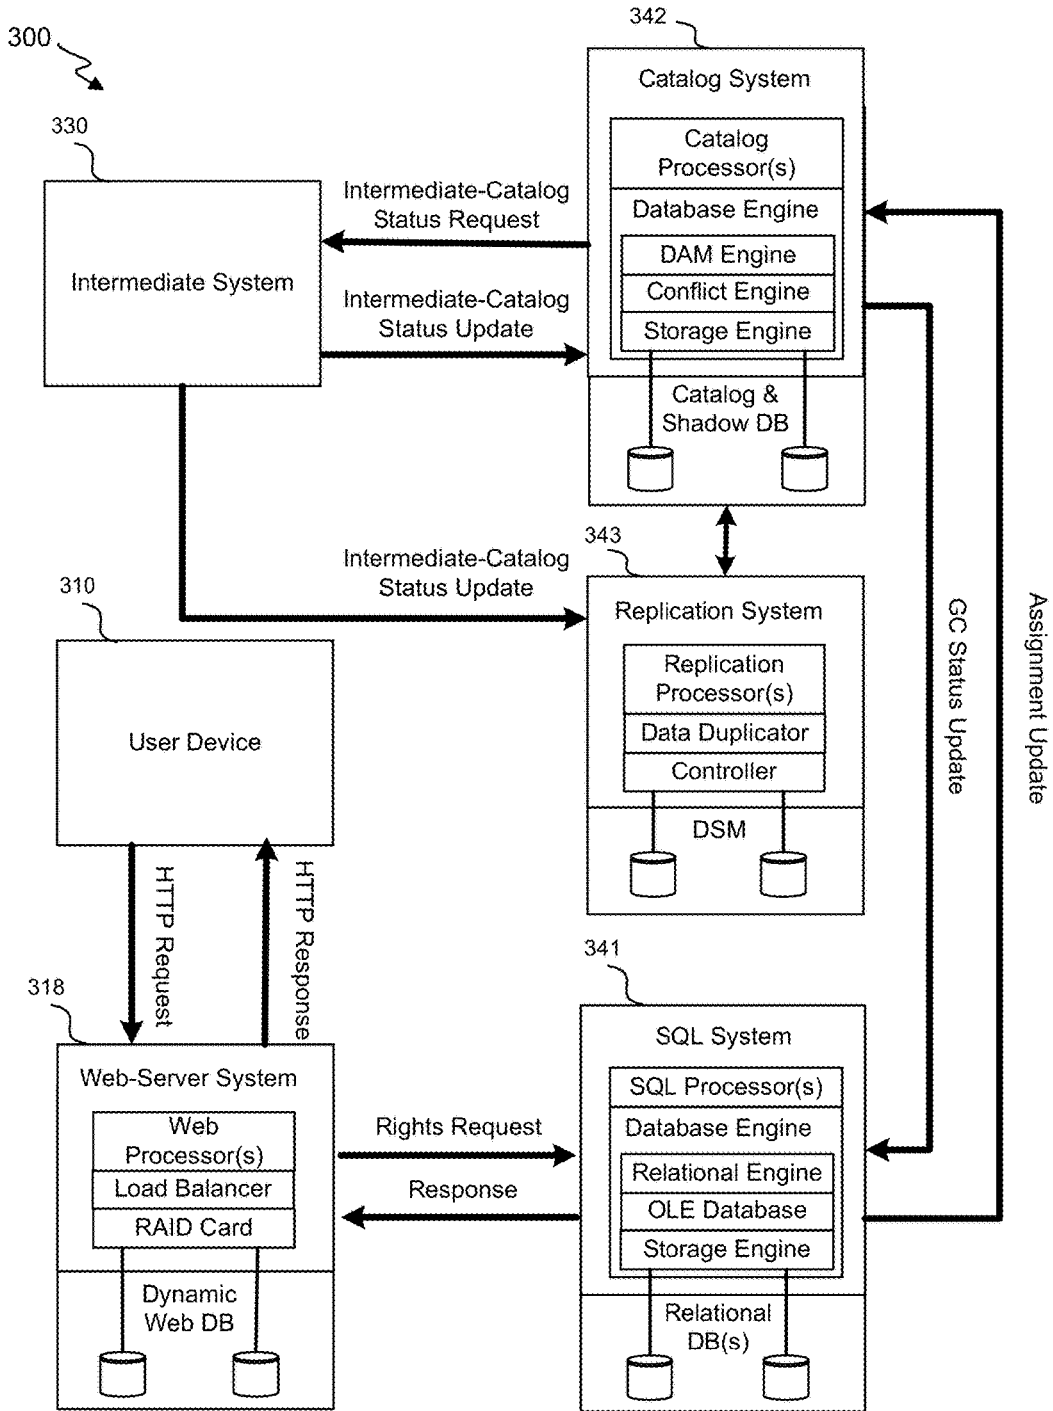 300
342
Catalog System
Catalog
Processor(s)
Database Engine
DAM Engine
Conflict Engine
Storage Engine
Catalog &
Shadow DB
330
Intermediate System
Intermediate-Catalog
Status Request
Intermediate-Catalog
Status Update
Intermediate-Catalog
Status Update
343
Replication System
Replication
Processor(s)
Data Duplicator
Controller
DSM
GC Status Update
Assignment Update
310
User Device
HTTP Request
HTTP Response
318
Web-Server System
Web
Processor(s)
Load Balancer
RAID Card
Dynamic
Web DB
Rights Request
Response
341
SQL System
SQL Processor(s)
Database Engine
Relational Engine
OLE Database
Storage Engine
Relational
DB(s)